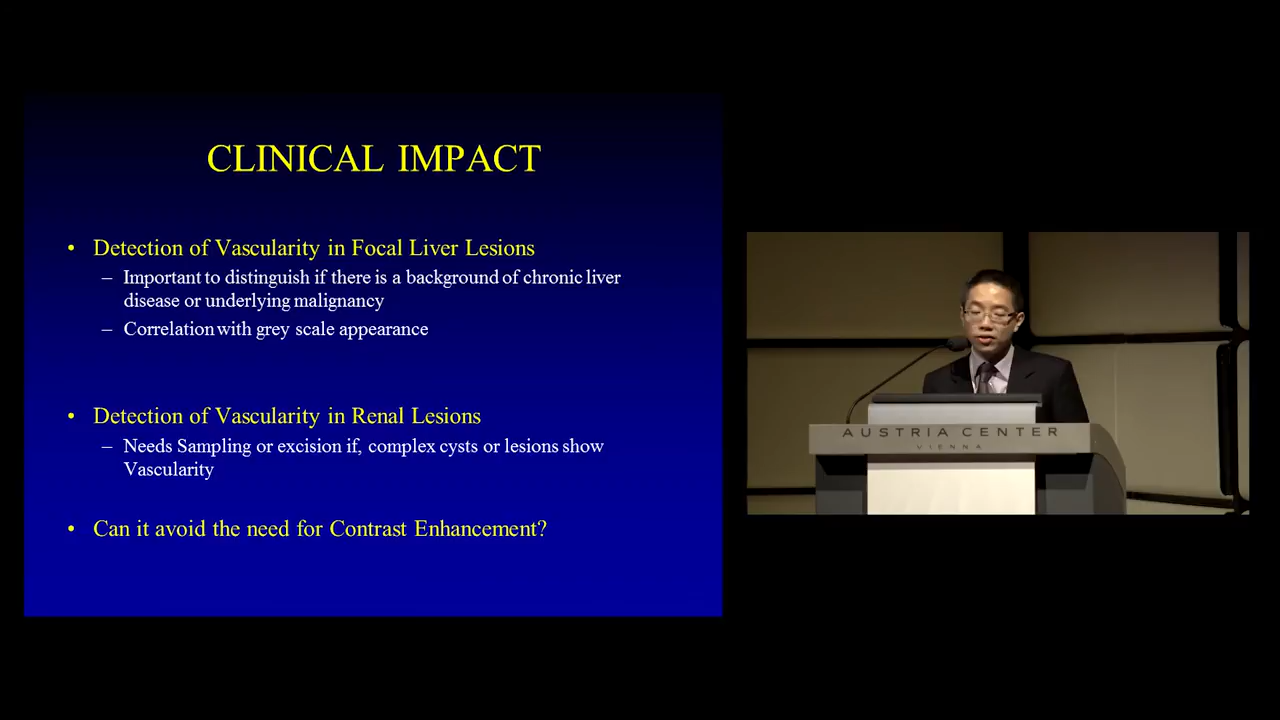 CLINICAL IMPACT
• Detection of Vascularity in Focal Liver Lesions
– Important to distinguish if there is a background of chronic liver
disease or underlying malignancy
– Correlation with grey scale appearance
• Detection of Vascularity in Renal Lesions
– Needs Sampling or excision if, complex cysts or lesions show
Vascularity
• Can it avoid the need for Contrast Enhancement?
AUSTRIA CENTER
VIENNA